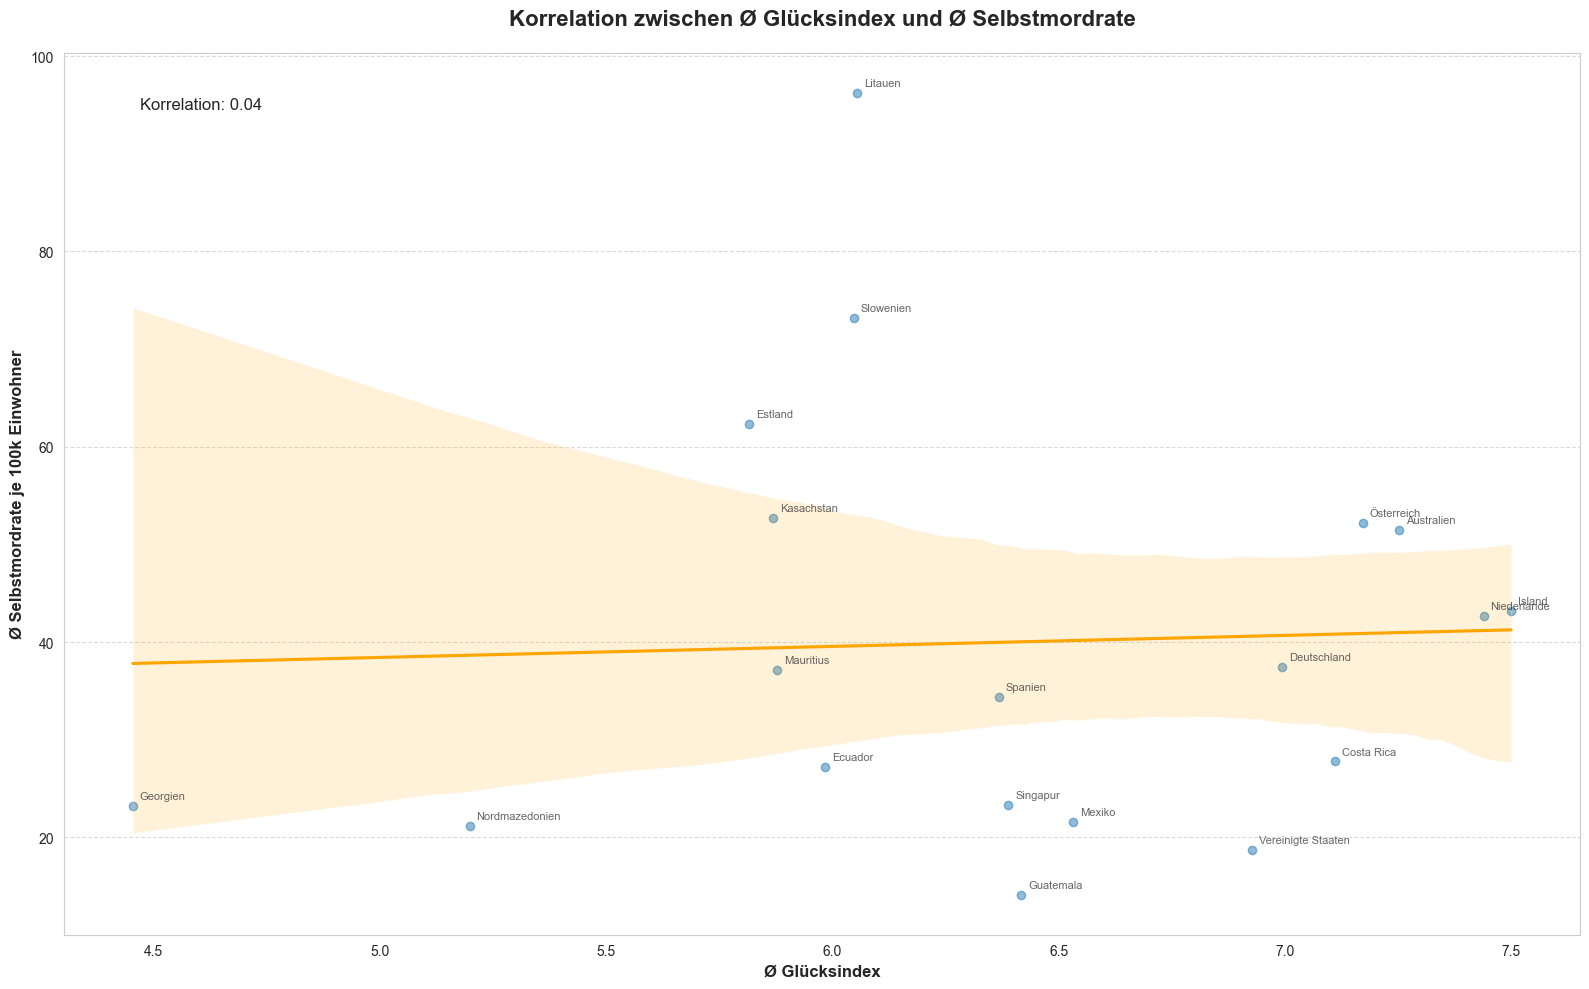 Korrelation zwischen Ø Glücksindex und Ø Selbstmordrate
100
Litauen
Korrelation: 0.04
80
Slowenien
60
Estland
Kasachstan
Österreich
Australien
Island
Niederlande
40
Deutschland
Mauritius
Spanien
Ecuador
Costa Rica
Georgien
Singapur
Nordmazedonien
Mexiko
20
Vereinigte Staaten
Guatemala
Ø Selbstmordrate je 100k Einwohner
4.5 5.0 5.5 6.0 6.5 7.0 7.5
Ø Glücksindex